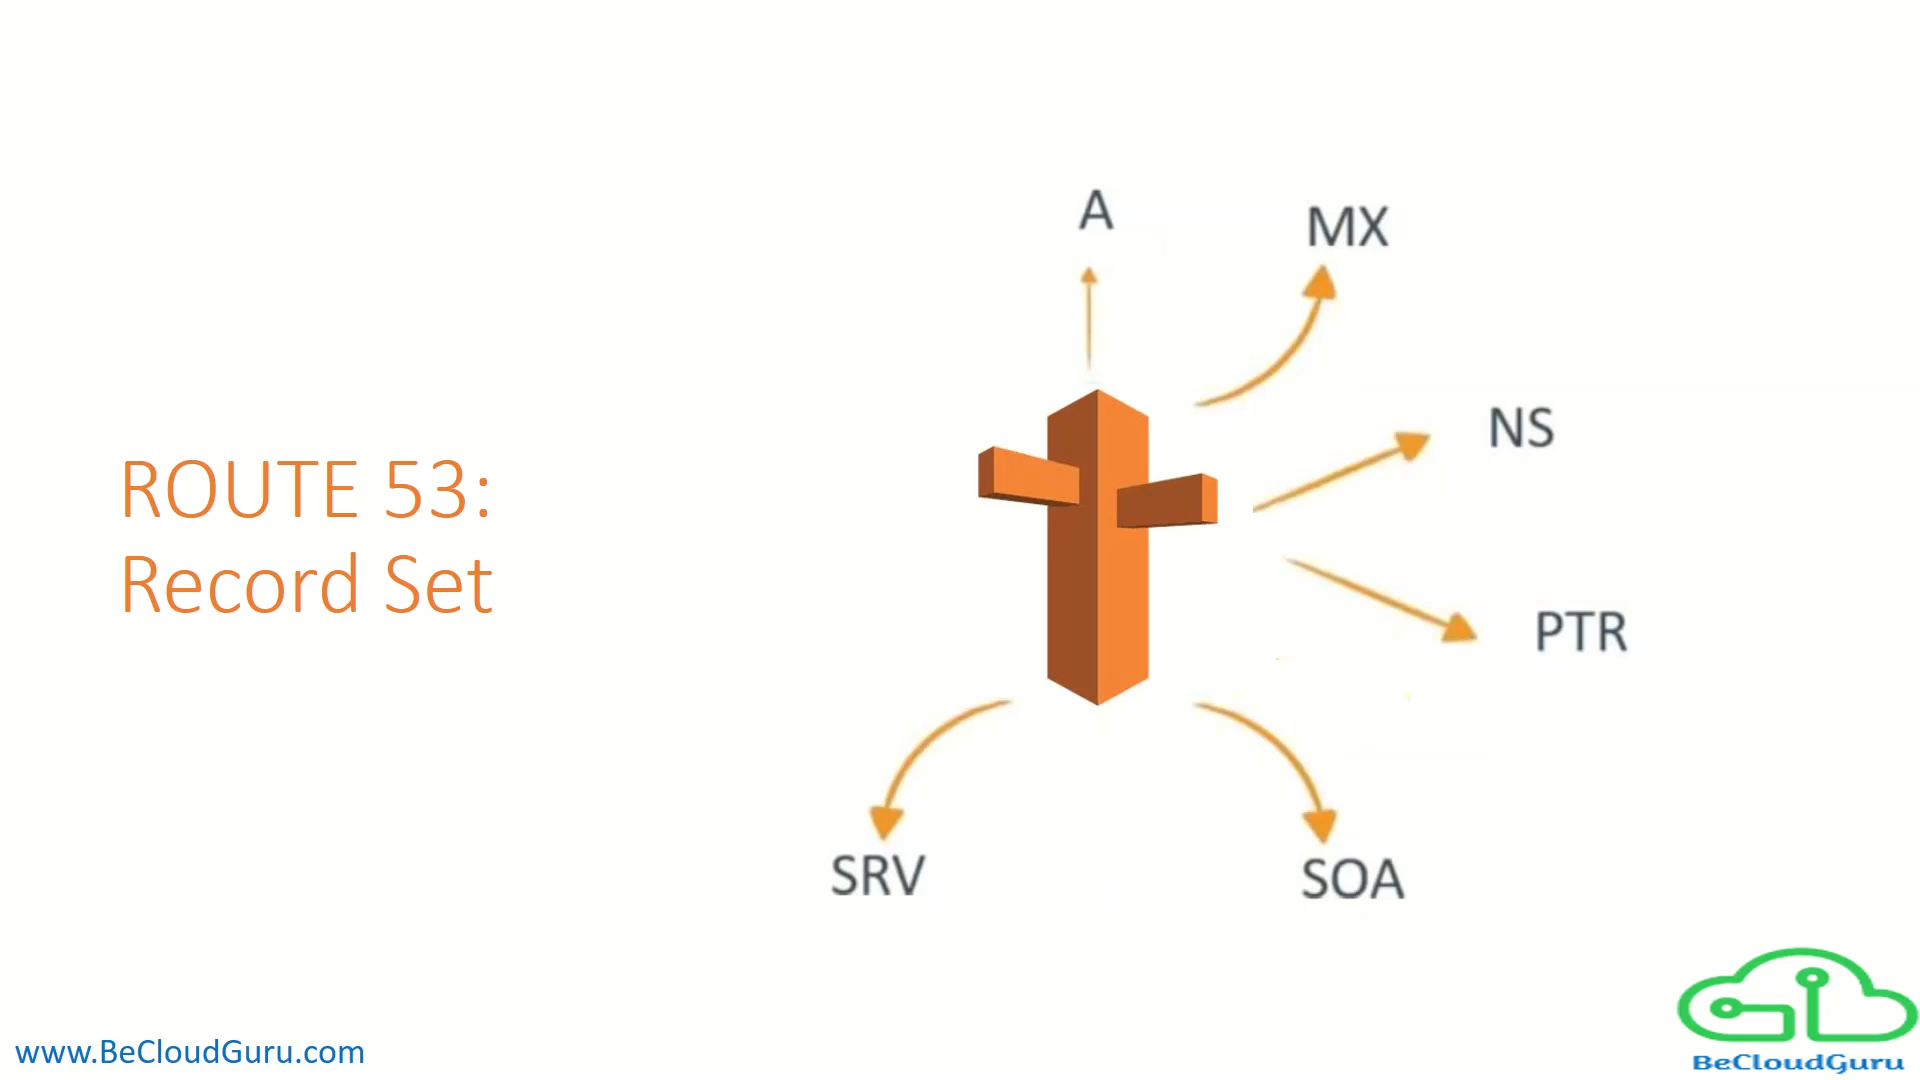 ROUTE 53:
Record Set
A
MX
NS
PTR
SRV
SOA
www.BeCloudGuru.com
BeCloudGuru